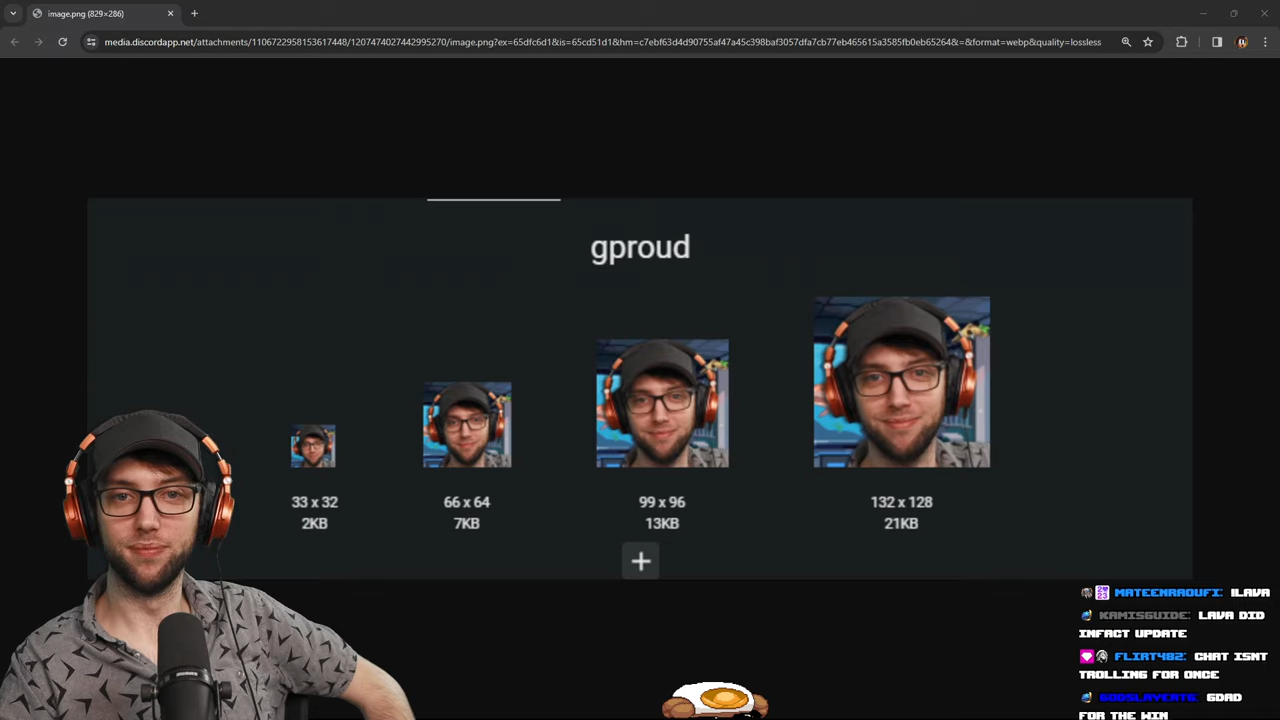 image.png (829×286)
media.discordapp.net/attachments/1106722958153617448/1207474027442995270/image.png?ex=65dfc6d1&is=65cd51d1&hm=c7ebf63d4d90755af47a45c398baf3057dfa7cb77eb465615a3585fb0eb65264&=&format=webp&quality=lossless
gproud
33 x 32
2KB
66 x 64
7KB
99 x 96
13KB
132 x 128
21KB
MATEENRAOUFI: 1LAVA
KAMISGUIDE: LAVA DID
INFACT UPDATE
FLIRT482: CHAT ISNT
TROLLING FOR ONCE
GDAD
FOR THE WIN